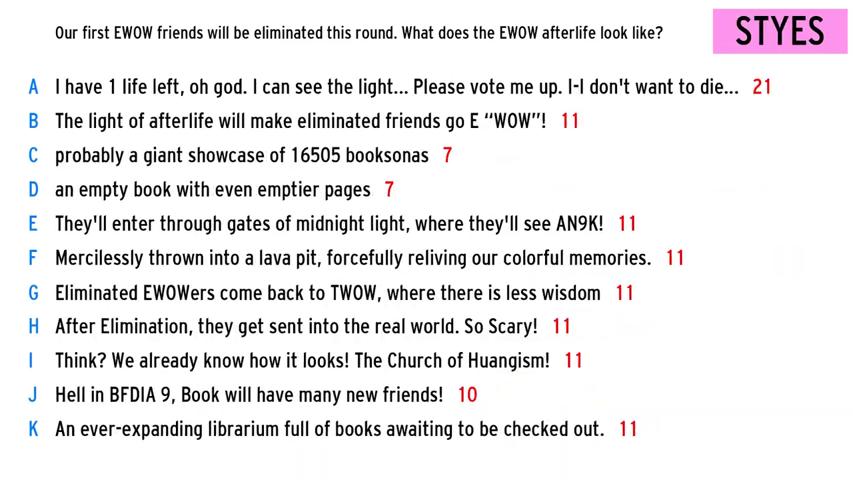 Our first EWOW friends will be eliminated this round. What does the EWOW afterlife look like?
STYES
A I have 1 life left, oh god. I can see the light... Please vote me up. I-I don't want to die... 21
B The light of afterlife will make eliminated friends go E “WOW”! 11
C probably a giant showcase of 16505 booksonas 7
D an empty book with even emptier pages 7
E They'll enter through gates of midnight light, where they'll see AN9K! 11
F Mercilessly thrown into a lava pit, forcefully reliving our colorful memories. 11
G Eliminated EWOWers come back to TWOW, where there is less wisdom 11
H After Elimination, they get sent into the real world. So Scary! 11
I Think? We already know how it looks! The Church of Huangism! 11
J Hell in BFDIA 9, Book will have many new friends! 10
K An ever-expanding librarium full of books awaiting to be checked out. 11